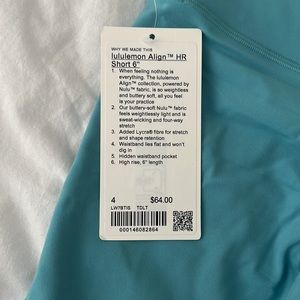 WHY WE MADE THIS
lululemon Align™ HR
Short 6"
1. When feeling nothing is
everything. The lululemon
Align™ collection, powered by
Nulu™ fabric, is so weightless
and buttery-soft, all you feel
is your practice
2. Our buttery-soft Nulu™ fabric
feels weightlessly light and is
sweat-wicking and four-way
stretch
3. Added Lycra® fibre for stretch
and shape retention
4. Waistband lies flat and won't
dig in
5. Hidden waistband pocket
6. High rise, 6" length
4 $64.00
LW7BTIS TDLT
000146082864